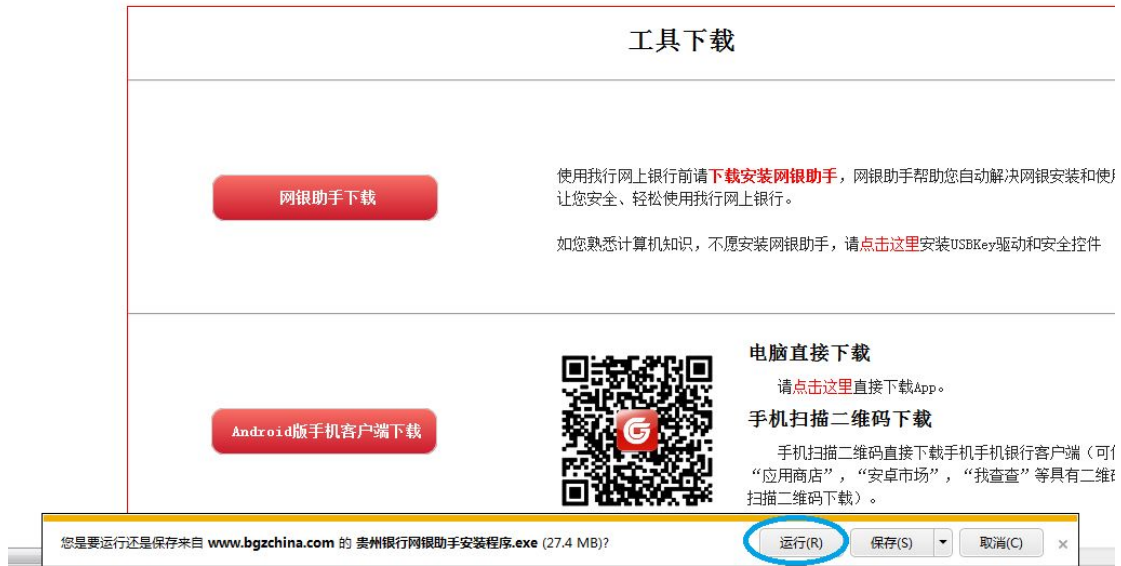 工具下载
网银助手下载
使用我行网上银行前请下载安装网银助手，网银助手帮助您自动解决网银安装和使
让您安全、轻松使用我行网上银行。
如您熟悉计算机知识，不愿安装网银助手，请点击这里安装USBKey驱动和安全控件
Android版手机客户端下载
电脑直接下载
请点击这里直接下载App。
手机扫描二维码下载
手机扫描二维码直接下载手机手机银行客户端（可
“应用商店”，“安卓市场”，“我查查”等具有二维
扫描二维码下载）。
您是要运行还是保存来自 www.bgzchina.com 的 贵州银行网银助手安装程序.exe (27.4 MB)?
运行(R)
保存(S)
取消(C)